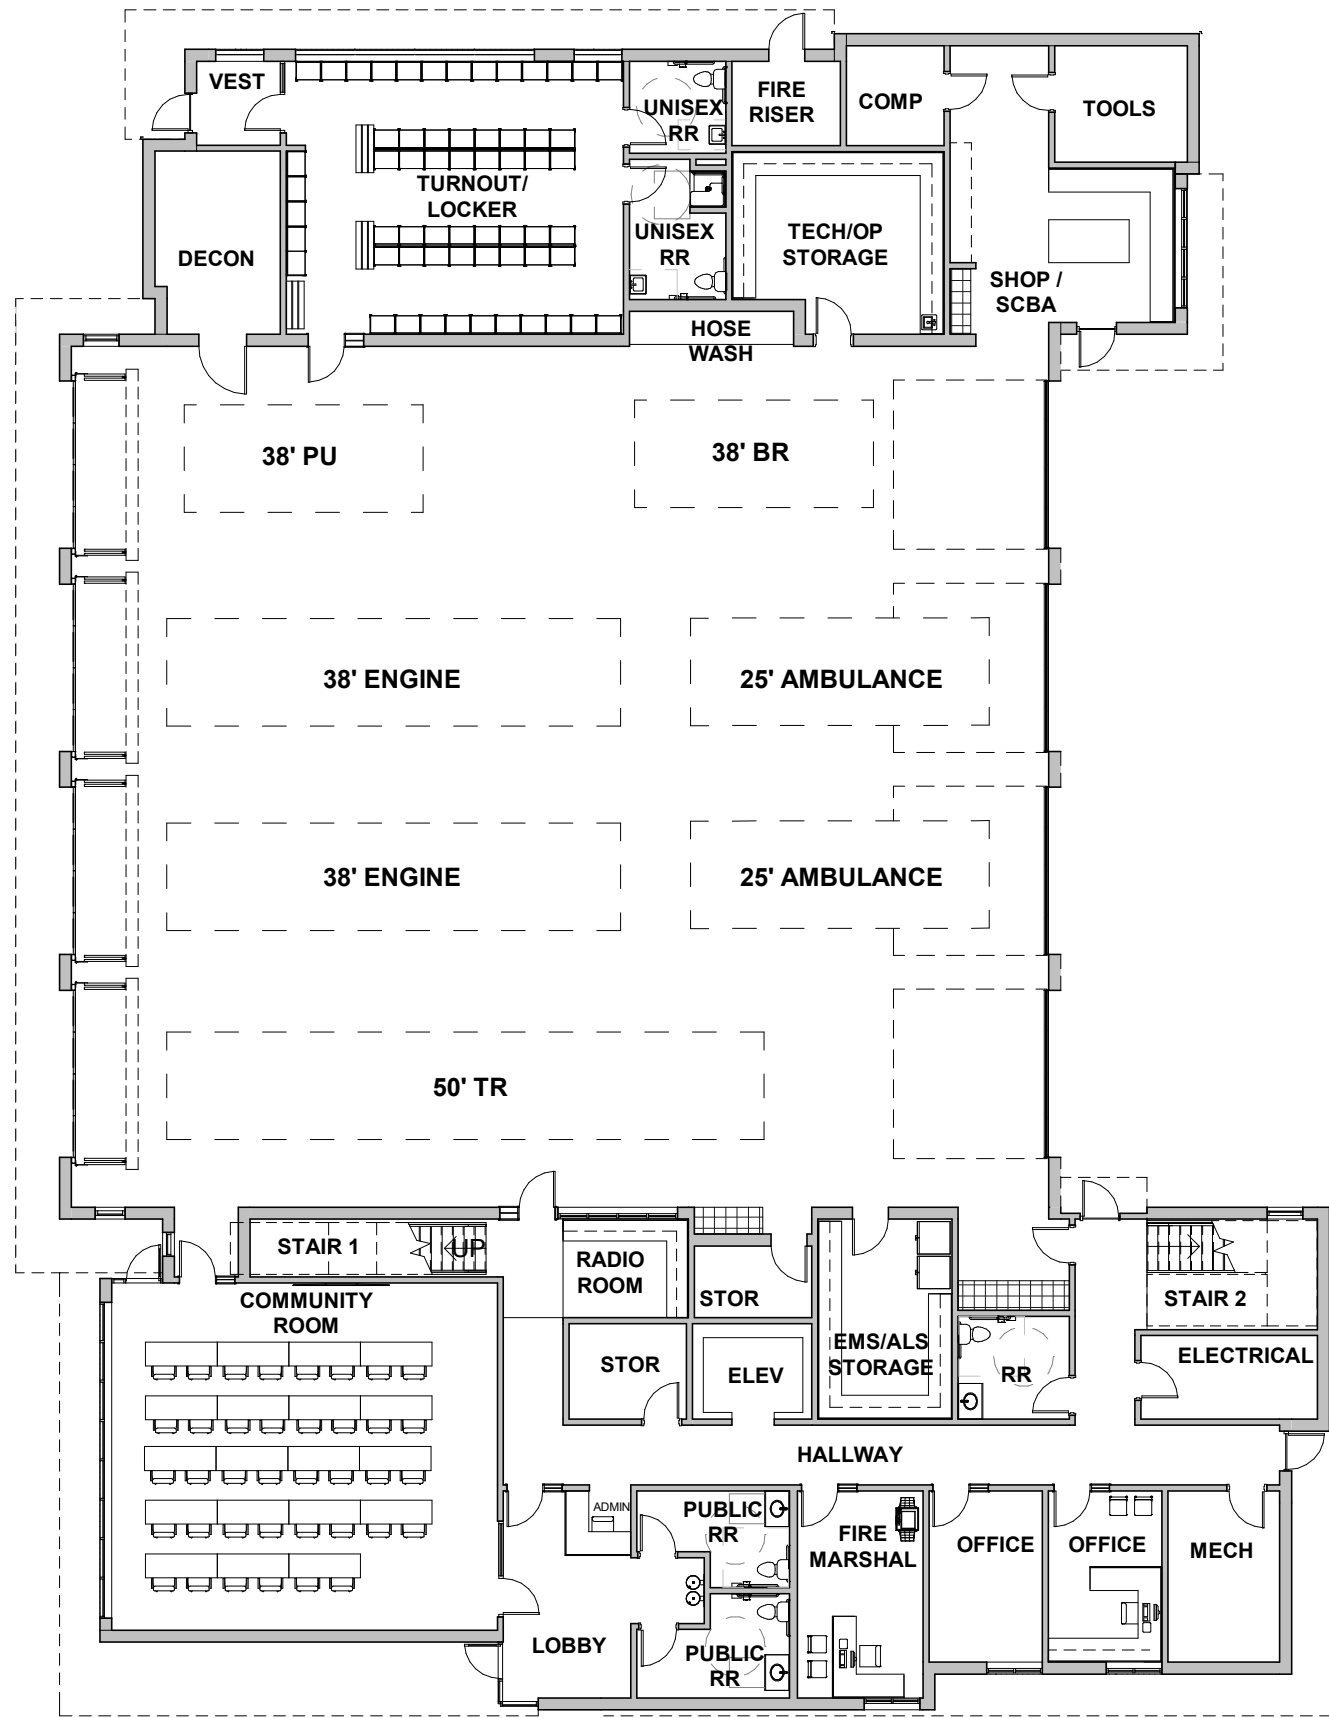 VEST
UNISEX
RR
FIRE
RISER
COMP
TOOLS
TURNOUT/
LOCKER
DECON
UNISEX
RR
TECH/OP
STORAGE
SHOP /
SCBA
HOSE
WASH
38' PU
38' BR
38' ENGINE
25' AMBULANCE
38' ENGINE
25' AMBULANCE
50' TR
STAIR 1
UP
RADIO
ROOM
STOR
STAIR 2
COMMUNITY
ROOM
STOR
ELEV
EMS/ALS
STORAGE
RR
ELECTRICAL
HALLWAY
ADMIN
PUBLIC
RR
FIRE
MARSHAL
OFFICE
OFFICE
MECH
LOBBY
PUBLIC
RR